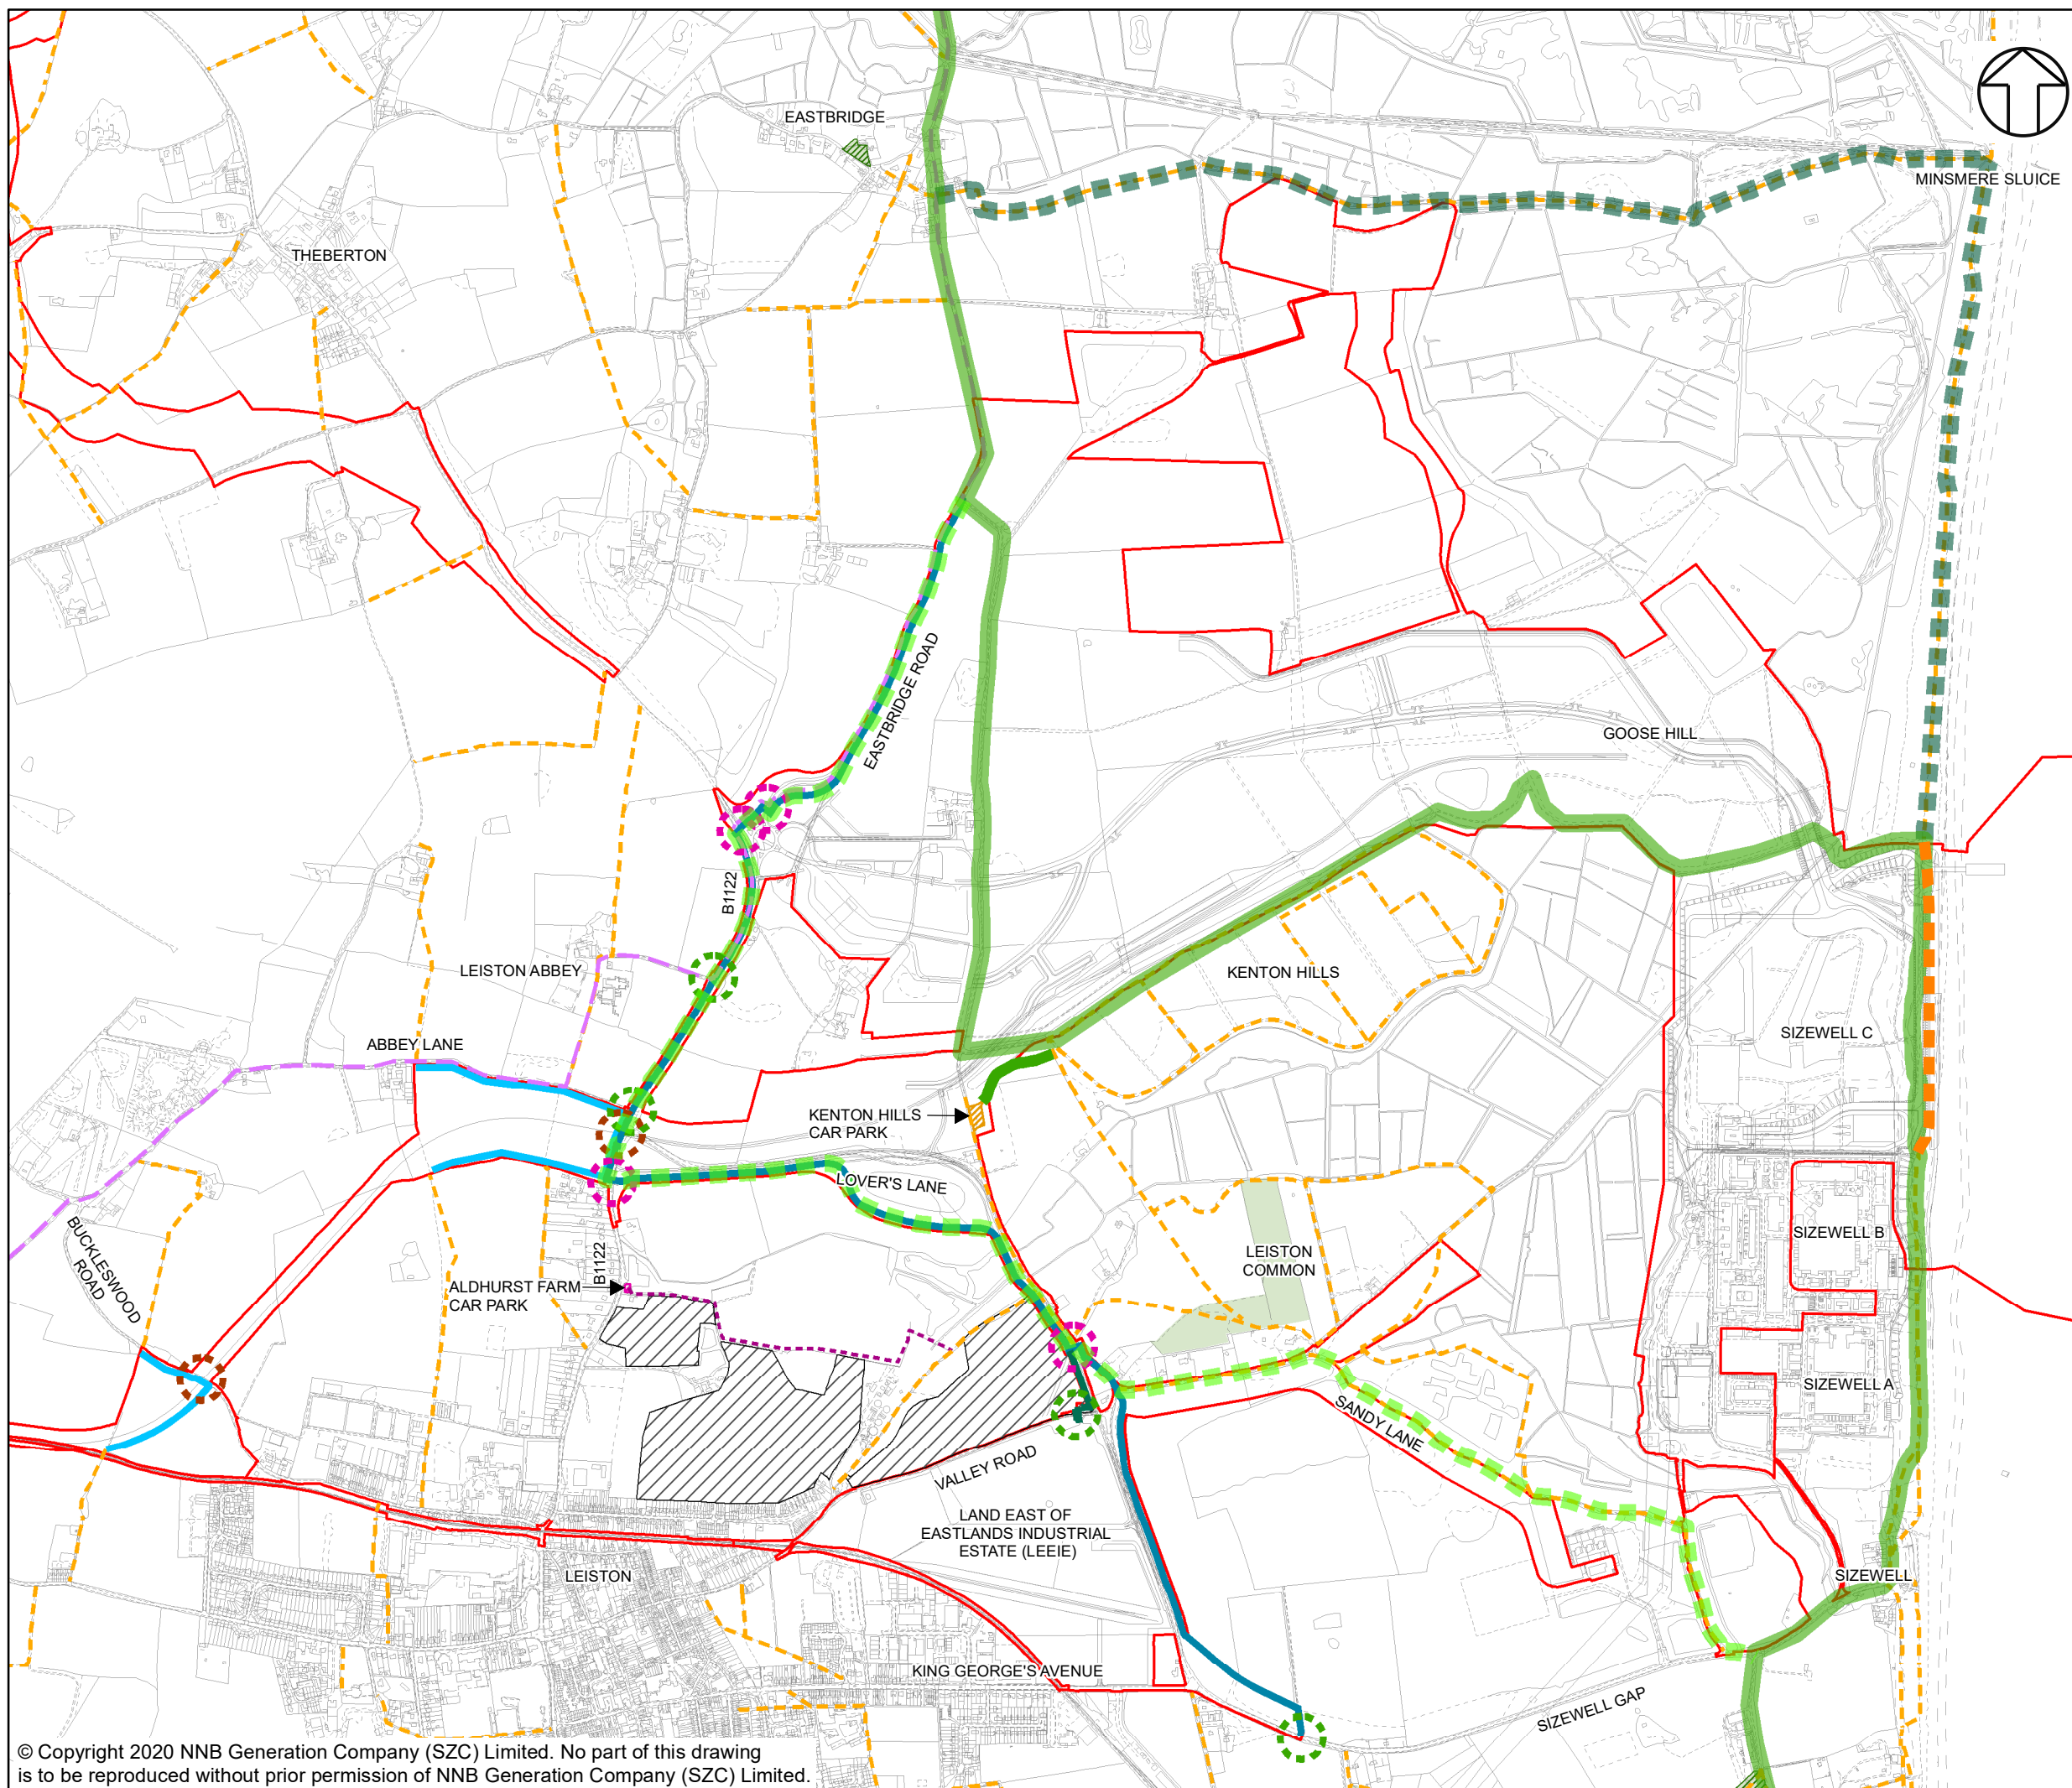 EASTBRIDGE
MINSMERE SLUICE
THEBERTON
EASTBRIDGE ROAD
GOOSE HILL
B1122
LEISTON ABBEY
KENTON HILLS
SIZEWELL C
ABBEY LANE
KENTON HILLS
CAR PARK
LOVER'S LANE
BUCKLESWOOD
ROAD
B1122
SIZEWELL B
LEISTON
COMMON
ALDHURST FARM
CAR PARK
SIZEWELL A
SANDY LANE
VALLEY ROAD
LAND EAST OF
EASTLANDS INDUSTRIAL
ESTATE (LEEIE)
LEISTON
SIZEWELL
KING GEORGE'S AVENUE
SIZEWELL GAP
© Copyright 2020 NNB Generation Company (SZC) Limited. No part of this drawing
is to be reproduced without prior permission of NNB Generation Company (SZC) Limited.